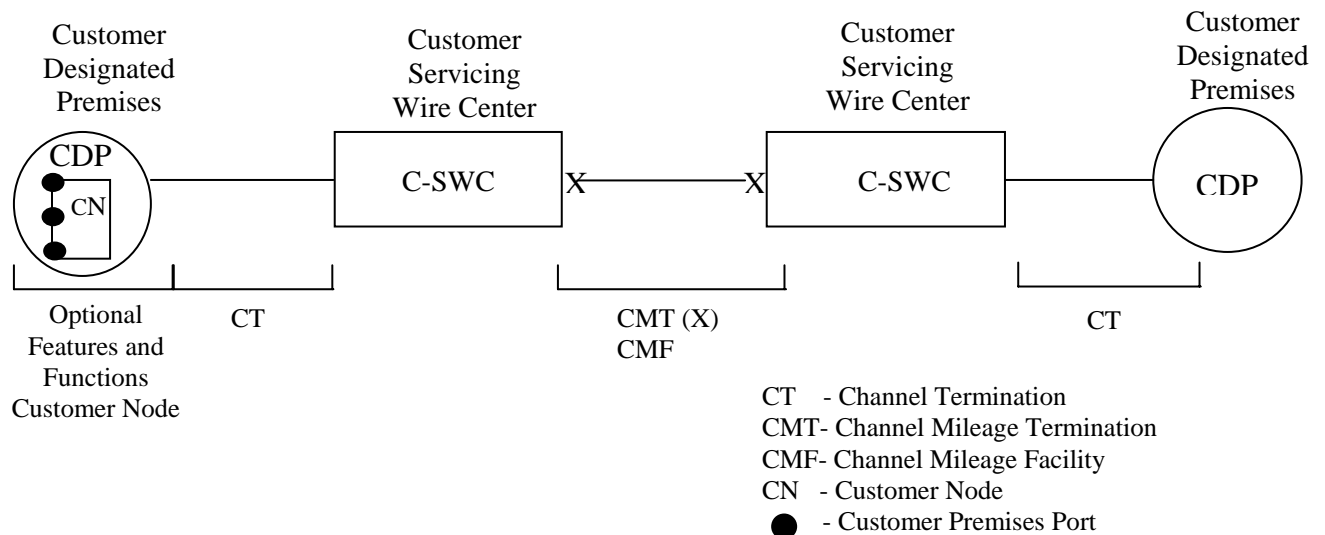 Customer
Designated
Premises
Customer
Servicing
Wire Center
Customer
Servicing
Wire Center
Customer
Designated
Premises
CDP
CN
C-SWC
X
X
C-SWC
CDP
Optional
Features and
Functions
Customer Node
CT
CMT (X)
CMF
CT
CT - Channel Termination
CMT- Channel Mileage Termination
CMF- Channel Mileage Facility
CN - Customer Node
- Customer Premises Port